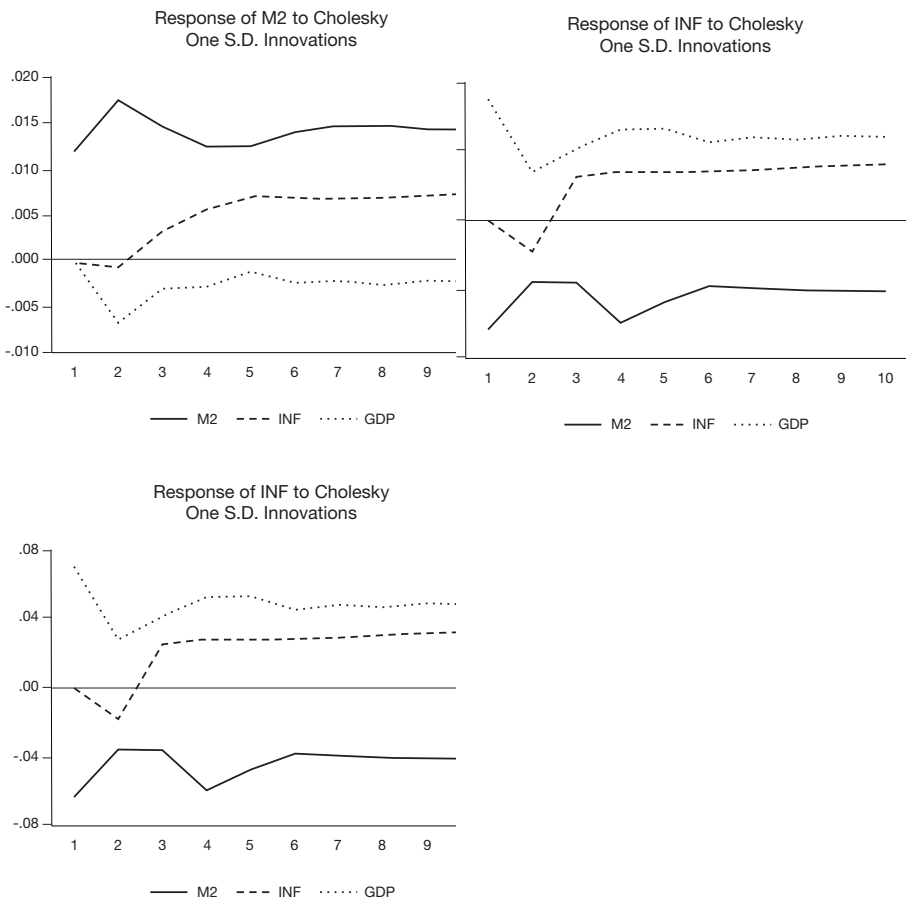 Response of M2 to Cholesky
One S.D. Innovations
.020
.015
.010
.005
.000
-.005
-.010
1 2 3 4 5 6 7 8 9
M2 INF GDP
Response of INF to Cholesky
One S.D. Innovations
1 2 3 4 5 6 7 8 9 10
M2 INF GDP
Response of INF to Cholesky
One S.D. Innovations
.08
.04
.00
-.04
-.08
1 2 3 4 5 6 7 8 9
M2 INF GDP